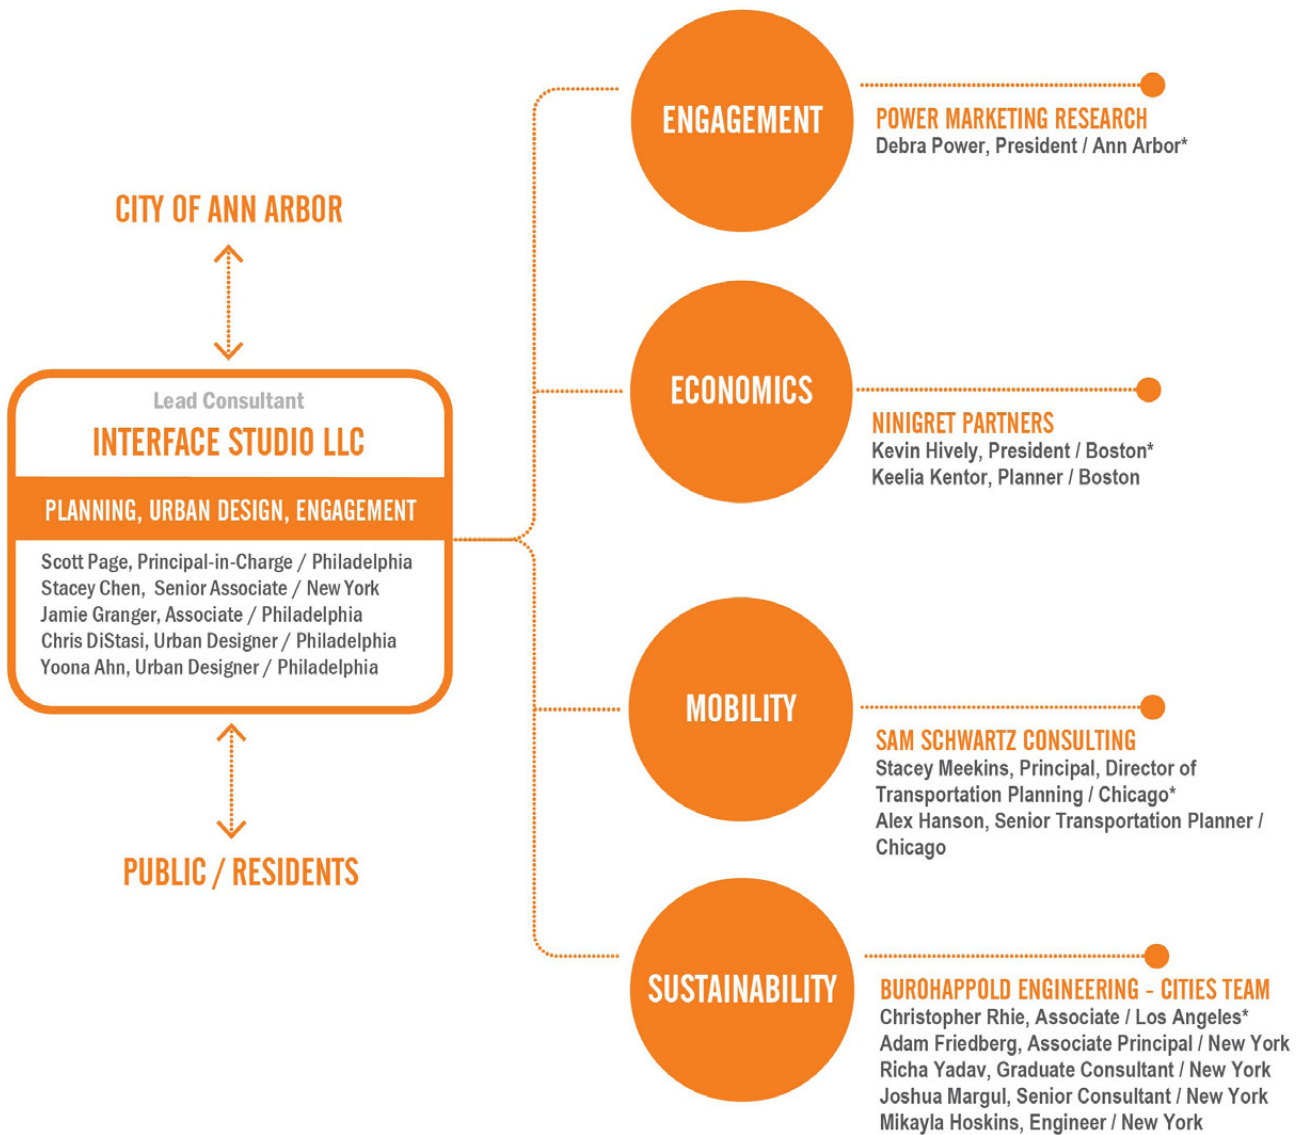 CITY OF ANN ARBOR
Lead Consultant
INTERFACE STUDIO LLC
PLANNING, URBAN DESIGN, ENGAGEMENT
Scott Page, Principal-in-Charge / Philadelphia
Stacey Chen, Senior Associate / New York
Jamie Granger, Associate / Philadelphia
Chris DiStasi, Urban Designer / Philadelphia
Yoona Ahn, Urban Designer / Philadelphia
PUBLIC / RESIDENTS
ENGAGEMENT
POWER MARKETING RESEARCH
Debra Power, President / Ann Arbor*
ECONOMICS
NINIGRET PARTNERS
Kevin Hively, President / Boston*
Keelia Kentor, Planner / Boston
MOBILITY
SAM SCHWARTZ CONSULTING
Stacey Meekins, Principal, Director of
Transportation Planning / Chicago*
Alex Hanson, Senior Transportation Planner /
Chicago
SUSTAINABILITY
BUROHAPPOLD ENGINEERING - CITIES TEAM
Christopher Rhie, Associate / Los Angeles*
Adam Friedberg, Associate Principal / New York
Richa Yadav, Graduate Consultant / New York
Joshua Margul, Senior Consultant / New York
Mikayla Hoskins, Engineer / New York